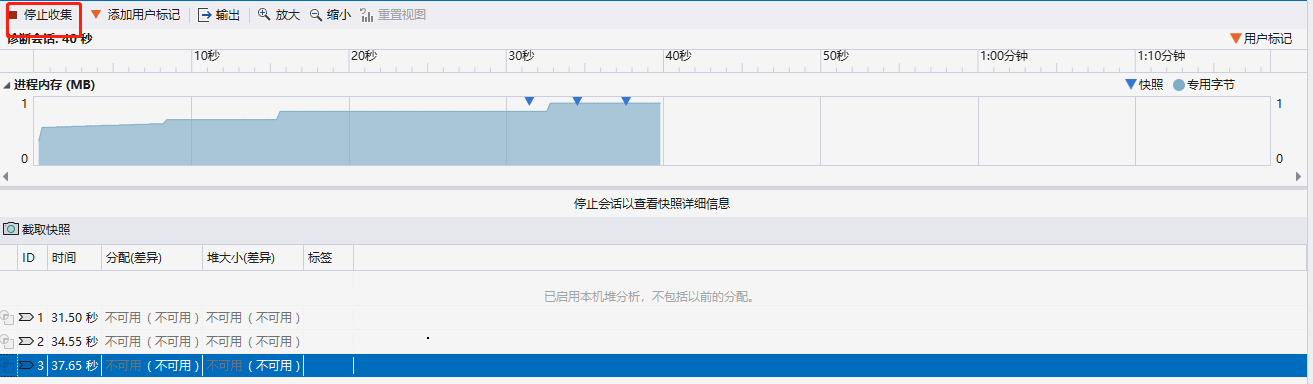 停止收集 添加用户标记 输出 放大 缩小 重置视图
诊断会话: 40 秒 用户标记
10秒 20秒 30秒 40秒 50秒 1:00分钟 1:10分钟
进程内存 (MB) 快照 专用字节
1 1
0 0
停止会话以查看快照详细信息
截取快照
ID 时间 分配(差异) 堆大小(差异) 标签
已启用本机堆分析，不包括以前的分配。
1 31.50 秒 不可用（不可用） 不可用（不可用）
2 34.55 秒 不可用（不可用） 不可用（不可用）
3 37.65 秒 不可用（不可用） 不可用（不可用）